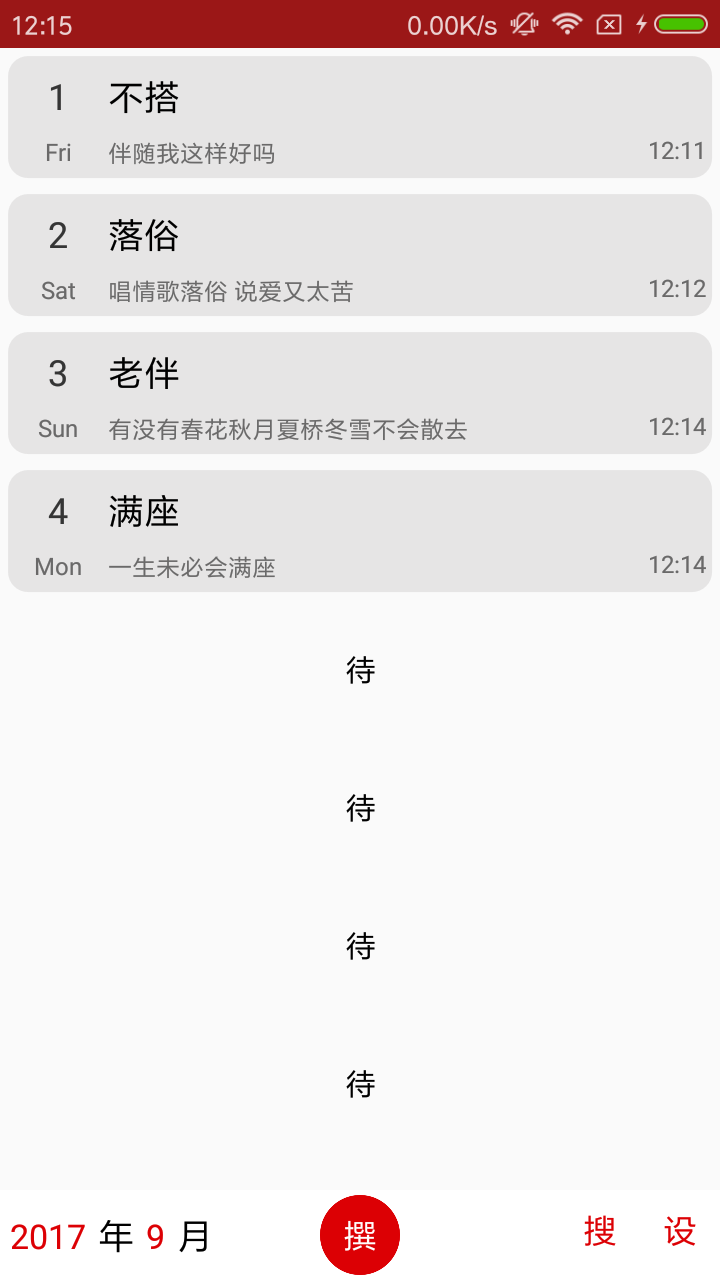 12:15 0.00K/s
1 不搭
Fri 伴随我这样好吗 12:11
2 落俗
Sat 唱情歌落俗 说爱又太苦 12:12
3 老伴
Sun 有没有春花秋月夏桥冬雪不会散去 12:14
4 满座
Mon 一生未必会满座 12:14
待
待
待
待
2017 年 9 月 撰 搜 设